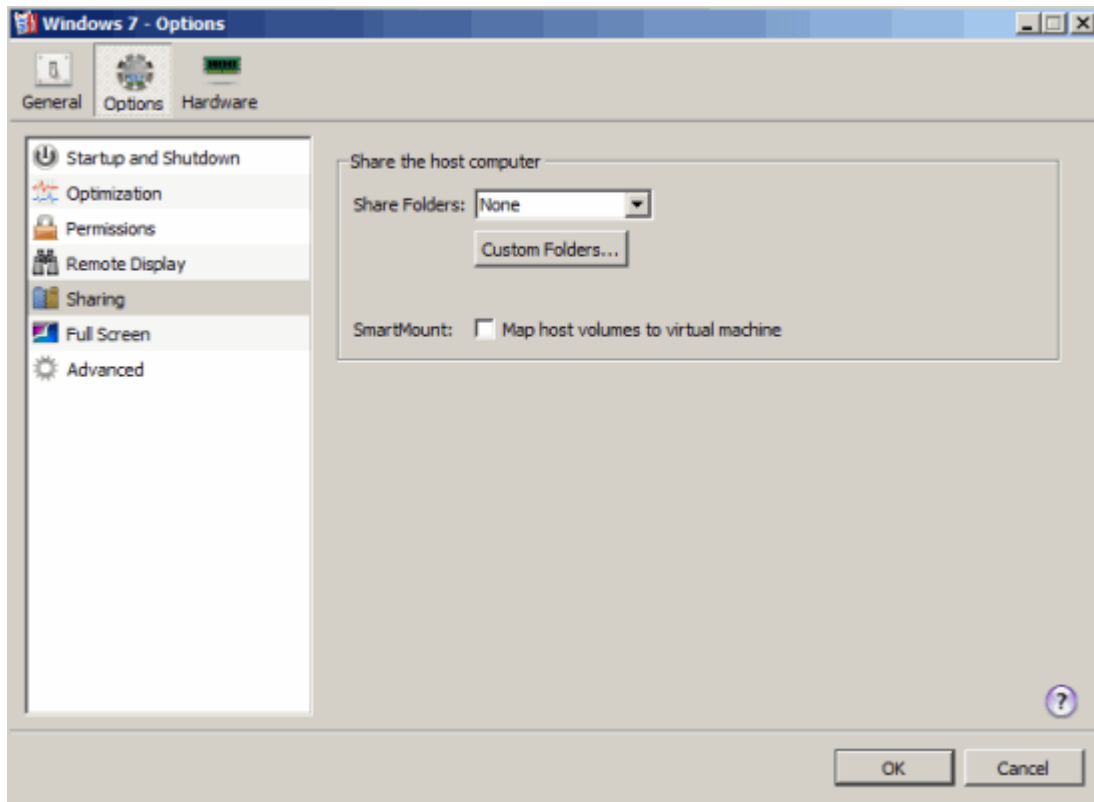 Windows 7 - Options
General Options Hardware
Startup and Shutdown
Optimization
Permissions
Remote Display
Sharing
Full Screen
Advanced
Share the host computer
Share Folders: None
Custom Folders...
SmartMount: Map host volumes to virtual machine
?
OK Cancel